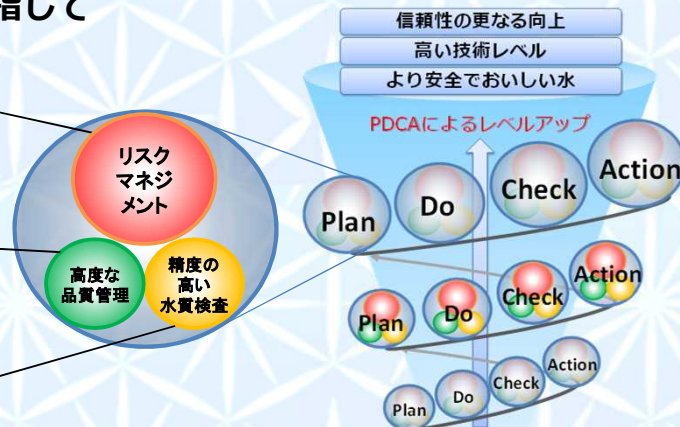 指して
信頼性の更なる向上
高い技術レベル
より安全でおいしい水
PDCAによるレベルアップ
リスク
マネジ
メント
高度な
品質管理
精度の
高い
水質検査
Plan
Do
Check
Action
Plan
Do
Check
Action
Plan
Do
Check
Action